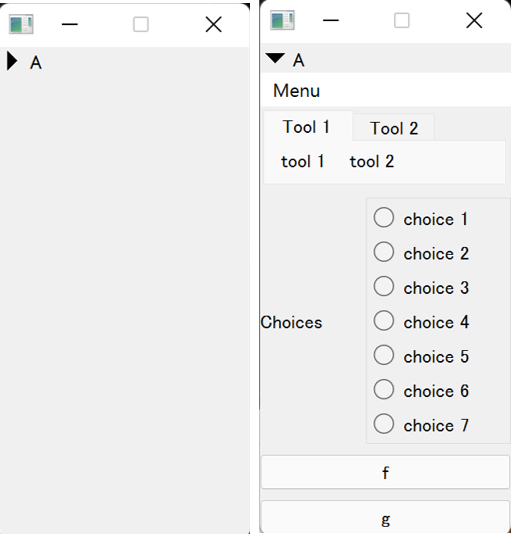 A
A
Menu
Tool 1 Tool 2
tool 1 tool 2
Choices
choice 1
choice 2
choice 3
choice 4
choice 5
choice 6
choice 7
f
g